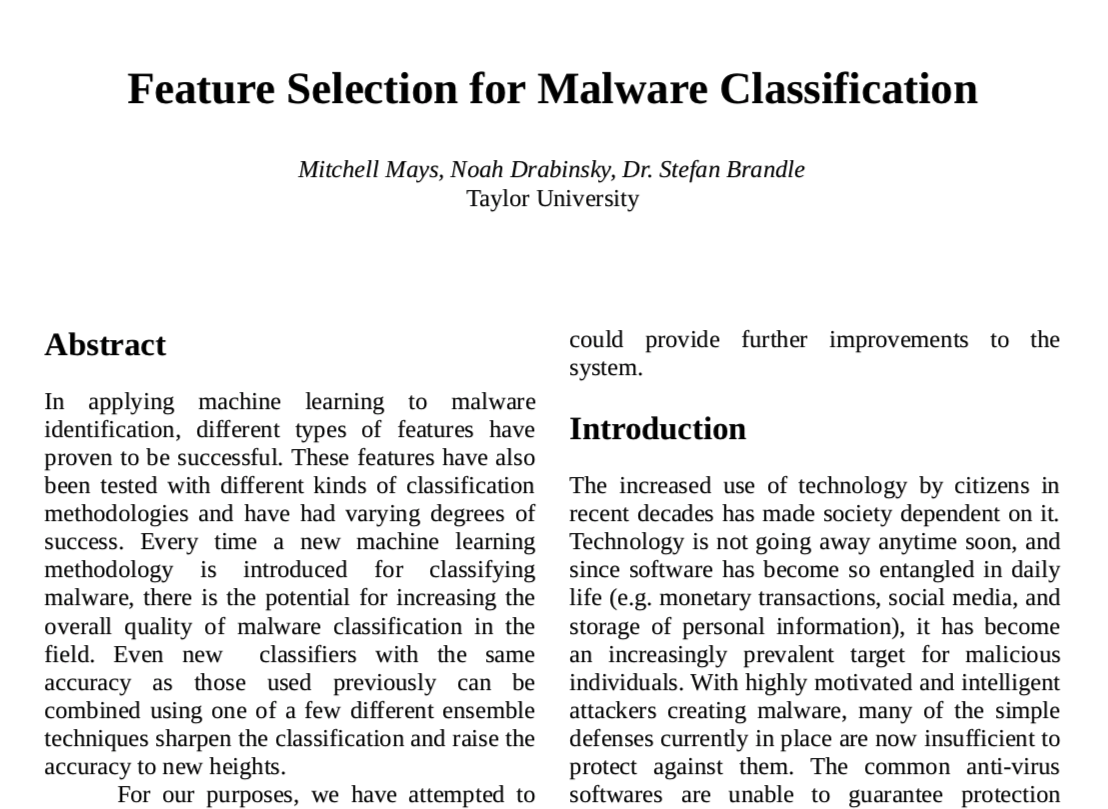 Feature Selection for Malware Classification
Mitchell Mays, Noah Drabinsky, Dr. Stefan Brandle
Taylor University
Abstract
In applying machine learning to malware
identification, different types of features have
proven to be successful. These features have also
been tested with different kinds of classification
methodologies and have had varying degrees of
success. Every time a new machine learning
methodology is introduced for classifying
malware, there is the potential for increasing the
overall quality of malware classification in the
field. Even new classifiers with the same
accuracy as those used previously can be
combined using one of a few different ensemble
techniques sharpen the classification and raise the
accuracy to new heights.
For our purposes, we have attempted to
could provide further improvements to the
system.
Introduction
The increased use of technology by citizens in
recent decades has made society dependent on it.
Technology is not going away anytime soon, and
since software has become so entangled in daily
life (e.g. monetary transactions, social media, and
storage of personal information), it has become
an increasingly prevalent target for malicious
individuals. With highly motivated and intelligent
attackers creating malware, many of the simple
defenses currently in place are now insufficient to
protect against them. The common anti-virus
softwares are unable to guarantee protection